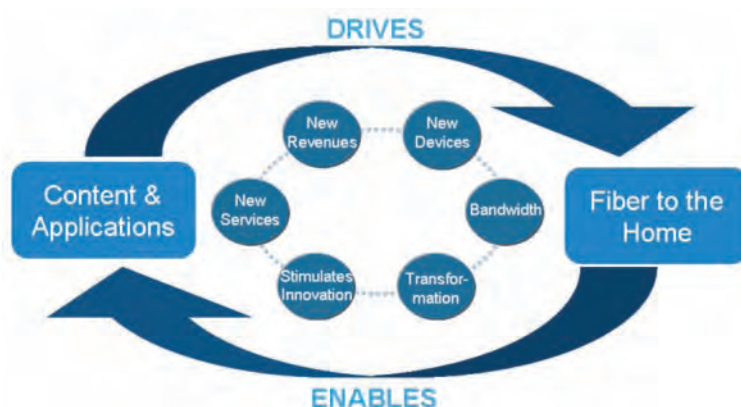 DRIVES
New
Revenues
New
Devices
Content &
Applications
New
Services
Bandwidth
Fiber to the
Home
Stimulates
Innovation
Transfor-
mation
ENABLES